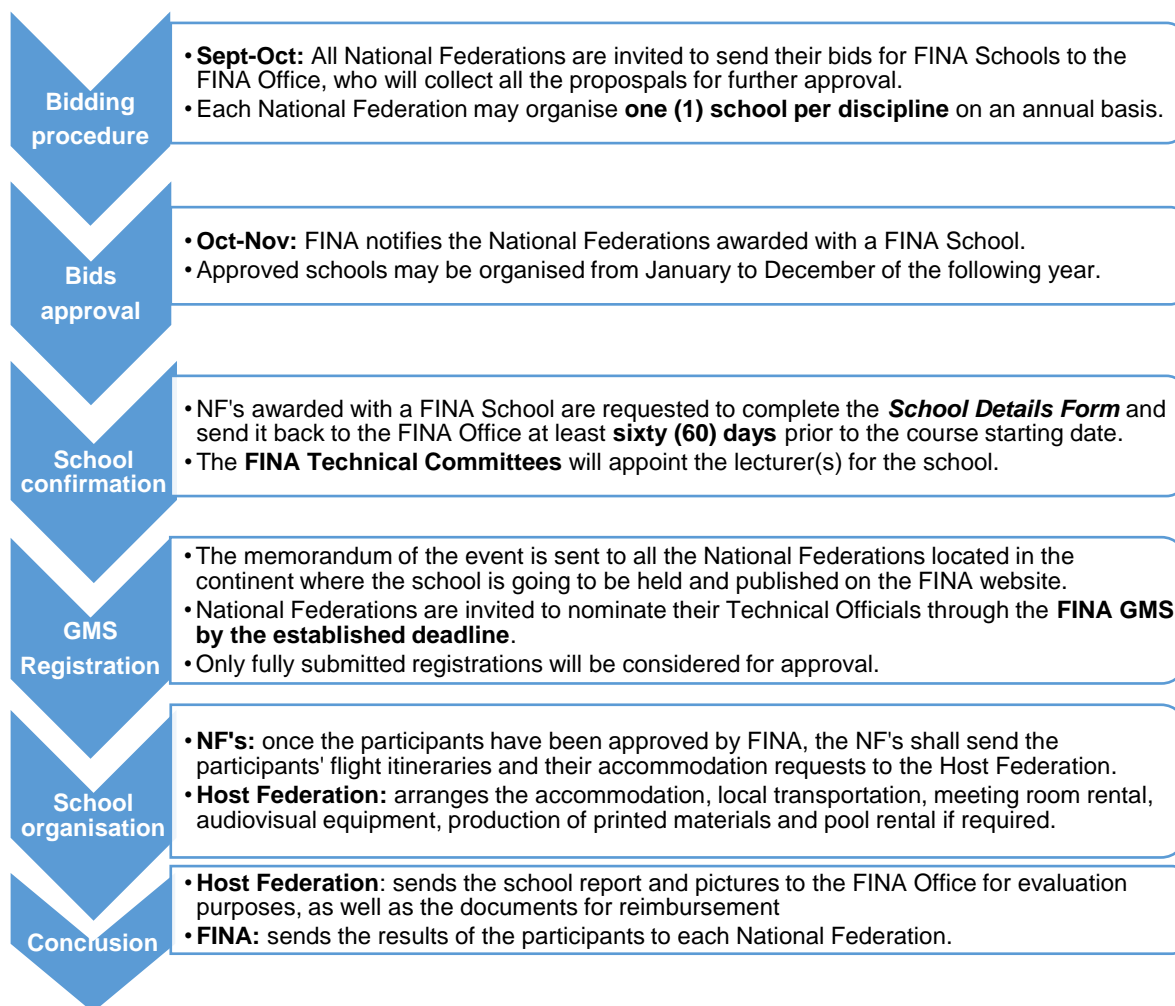 Bidding
procedure
• Sept-Oct: All National Federations are invited to send their bids for FINA Schools to the
FINA Office, who will collect all the propospals for further approval.
• Each National Federation may organise one (1) school per discipline on an annual basis.
Bids
approval
• Oct-Nov: FINA notifies the National Federations awarded with a FINA School.
• Approved schools may be organised from January to December of the following year.
School
confirmation
• NF's awarded with a FINA School are requested to complete the School Details Form and
send it back to the FINA Office at least sixty (60) days prior to the course starting date.
• The FINA Technical Committees will appoint the lecturer(s) for the school.
GMS
Registration
• The memorandum of the event is sent to all the National Federations located in the
continent where the school is going to be held and published on the FINA website.
• National Federations are invited to nominate their Technical Officials through the FINA GMS
by the established deadline.
• Only fully submitted registrations will be considered for approval.
School
organisation
• NF's: once the participants have been approved by FINA, the NF's shall send the
participants' flight itineraries and their accommodation requests to the Host Federation.
• Host Federation: arranges the accommodation, local transportation, meeting room rental,
audiovisual equipment, production of printed materials and pool rental if required.
Conclusion
• Host Federation: sends the school report and pictures to the FINA Office for evaluation
purposes, as well as the documents for reimbursement
• FINA: sends the results of the participants to each National Federation.